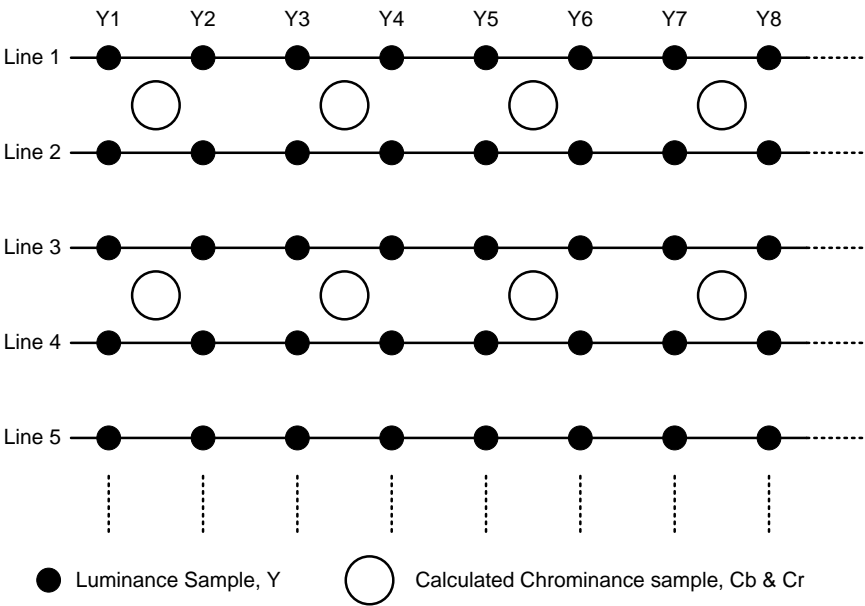 Y1 Y2 Y3 Y4 Y5 Y6 Y7 Y8
Line 1
Line 2
Line 3
Line 4
Line 5
Luminance Sample, Y Calculated Chrominance sample, Cb & Cr